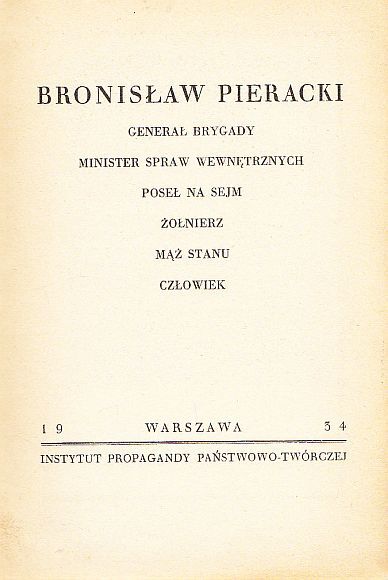 BRONISŁAW PIERACKI
GENERAŁ BRYGADY
MINISTER SPRAW WEWNĘTRZNYCH
POSEŁ NA SEJM
ŻOŁNIERZ
MĄŻ STANU
CZŁOWIEK
19 WARSZAWA 34
INSTYTUT PROPAGANDY PAŃSTWOWO-TWÓRCZEJ